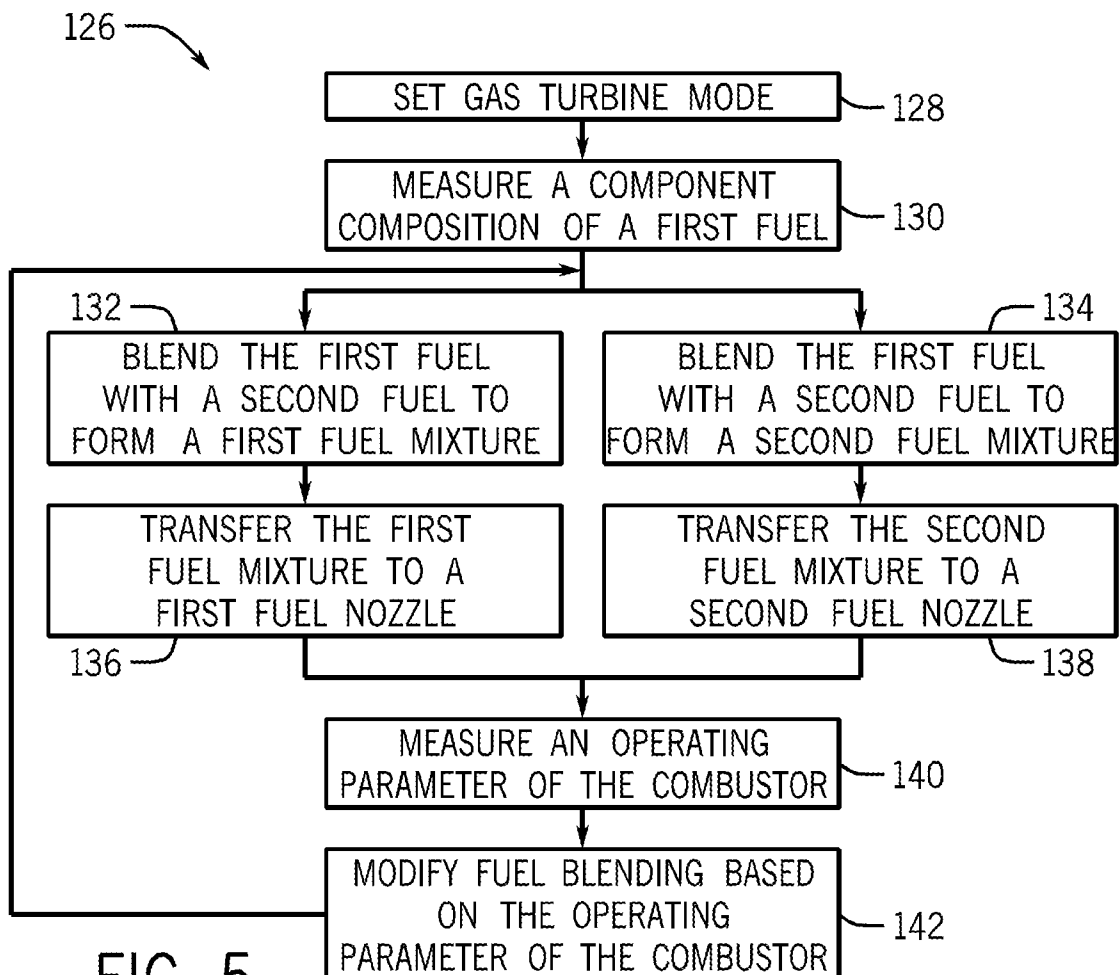 126
SET GAS TURBINE MODE
128
MEASURE A COMPONENT
COMPOSITION OF A FIRST FUEL
130
132
134
BLEND THE FIRST FUEL
WITH A SECOND FUEL TO
FORM A FIRST FUEL MIXTURE
BLEND THE FIRST FUEL
WITH A SECOND FUEL TO
FORM A SECOND FUEL MIXTURE
TRANSFER THE FIRST
FUEL MIXTURE TO A
FIRST FUEL NOZZLE
TRANSFER THE SECOND
FUEL MIXTURE TO A
SECOND FUEL NOZZLE
136
138
MEASURE AN OPERATING
PARAMETER OF THE COMBUSTOR
140
MODIFY FUEL BLENDING BASED
ON THE OPERATING
PARAMETER OF THE COMBUSTOR
142
FIG. 5